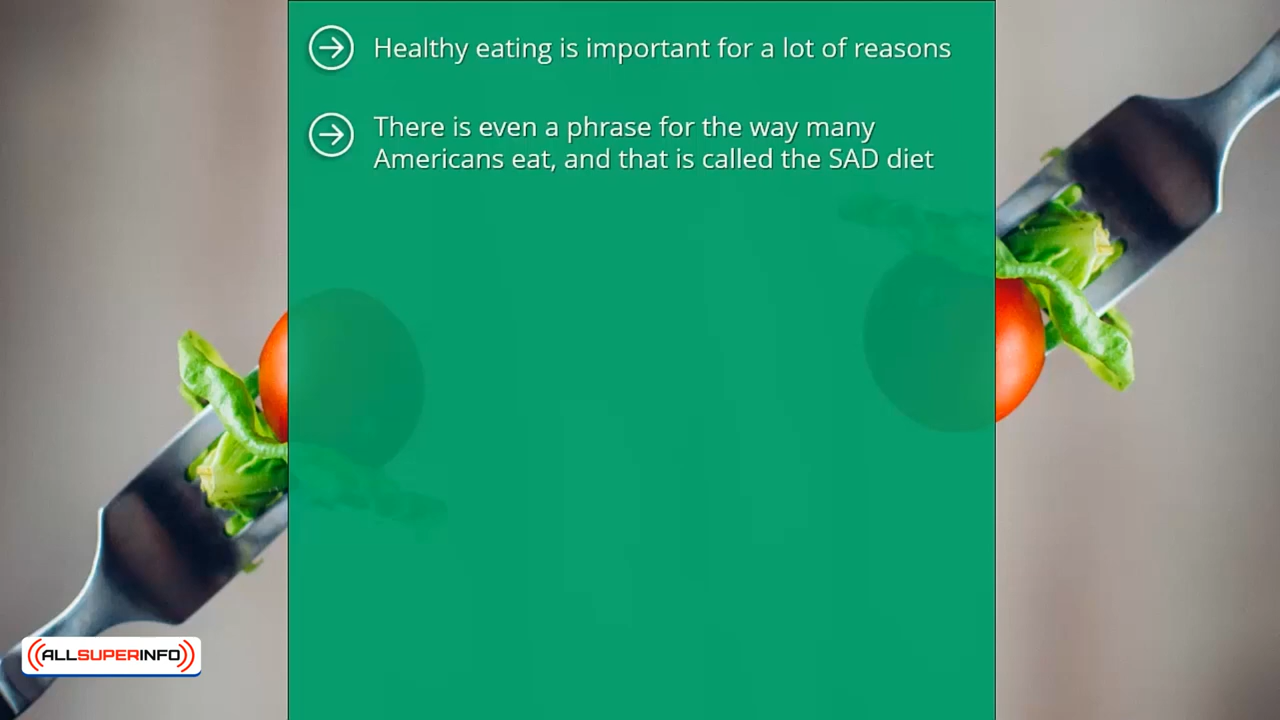 Healthy eating is important for a lot of reasons
There is even a phrase for the way many
Americans eat, and that is called the SAD diet
ALLSUPERINFO